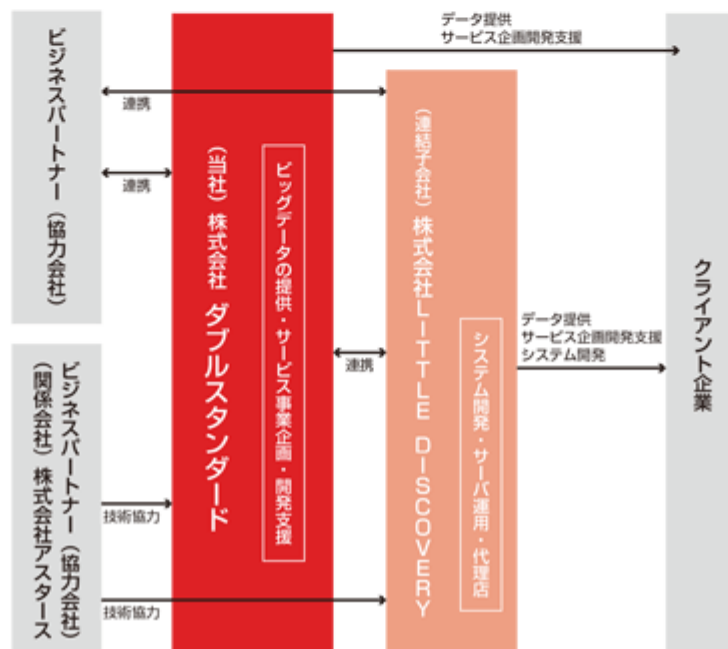 ビジネスパートナー（協力会社）
ビジネスパートナー（協力会社）
（関係会社）株式会社アスタース
連携
連携
技術協力
技術協力
（当社）株式会社 ダブルスタンダード
ビッグデータの提供・サービス事業企画・開発支援
連携
（連結子会社）株式会社LITTLE DISCOVERY
システム開発・サーバ運用・代理店
データ提供
サービス企画開発支援
データ提供
サービス企画開発支援
システム開発
クライアント企業